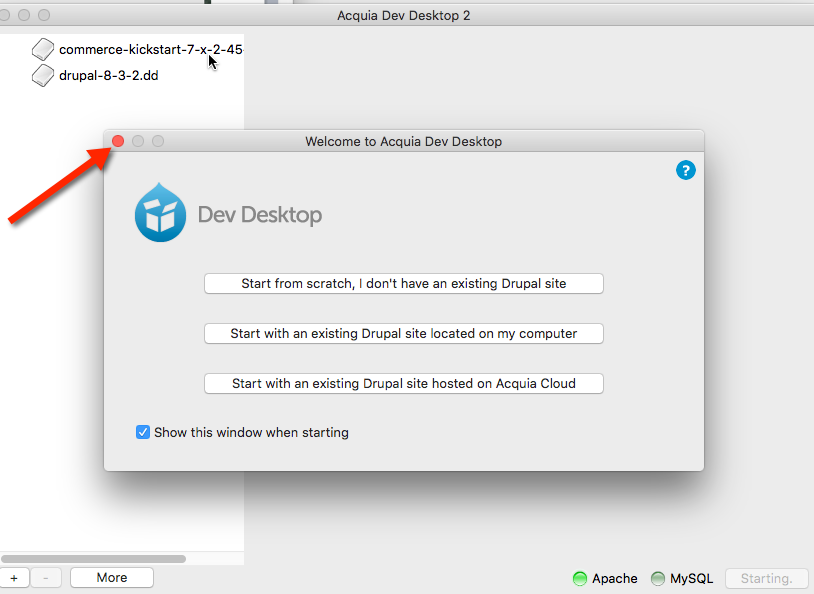 Acquia Dev Desktop 2
commerce-kickstart-7-x-2-45
drupal-8-3-2.dd
Welcome to Acquia Dev Desktop
?
Dev Desktop
Start from scratch, I don't have an existing Drupal site
Start with an existing Drupal site located on my computer
Start with an existing Drupal site hosted on Acquia Cloud
Show this window when starting
+ - More Apache MySQL Starting.